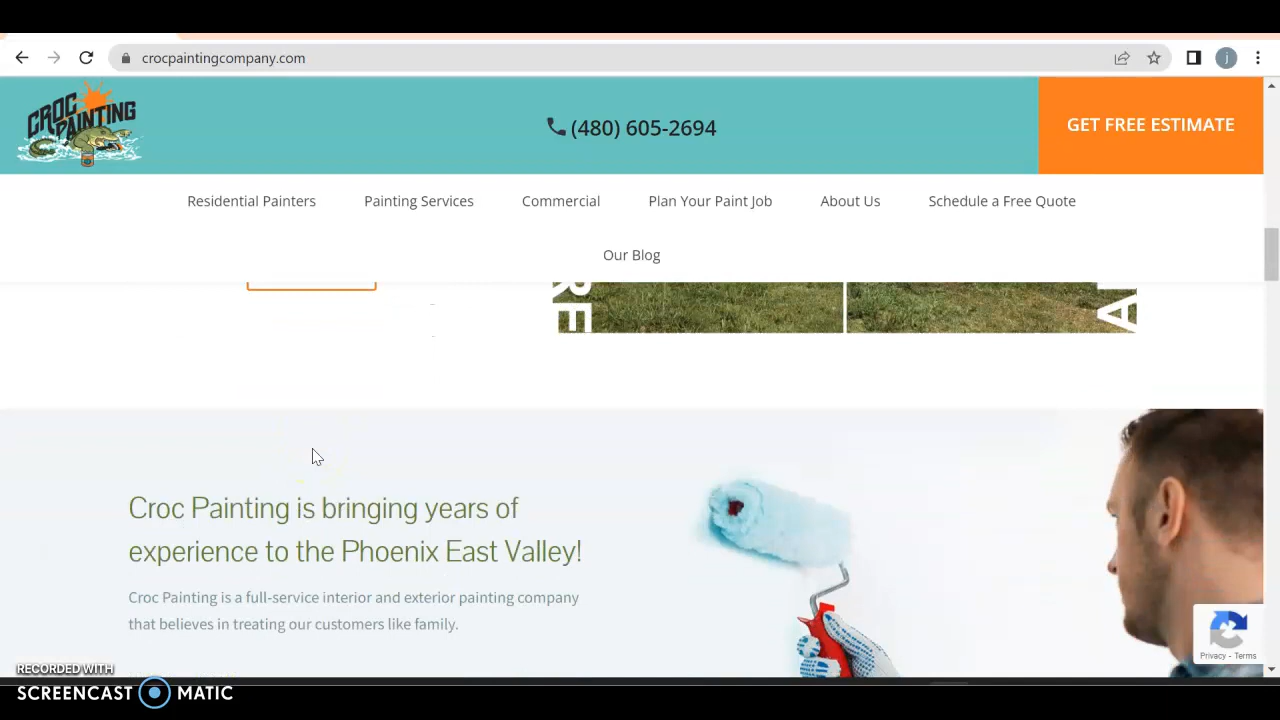 crocpaintingcompany.com
j
CROC
PAINTING
(480) 605-2694
GET FREE ESTIMATE
Residential Painters
Painting Services
Commercial
Plan Your Paint Job
About Us
Schedule a Free Quote
Our Blog
RE
A
Croc Painting is bringing years of
experience to the Phoenix East Valley!
Croc Painting is a full-service interior and exterior painting company
that believes in treating our customers like family.
Privacy - Terms
RECORDED WITH
SCREENCAST MATIC